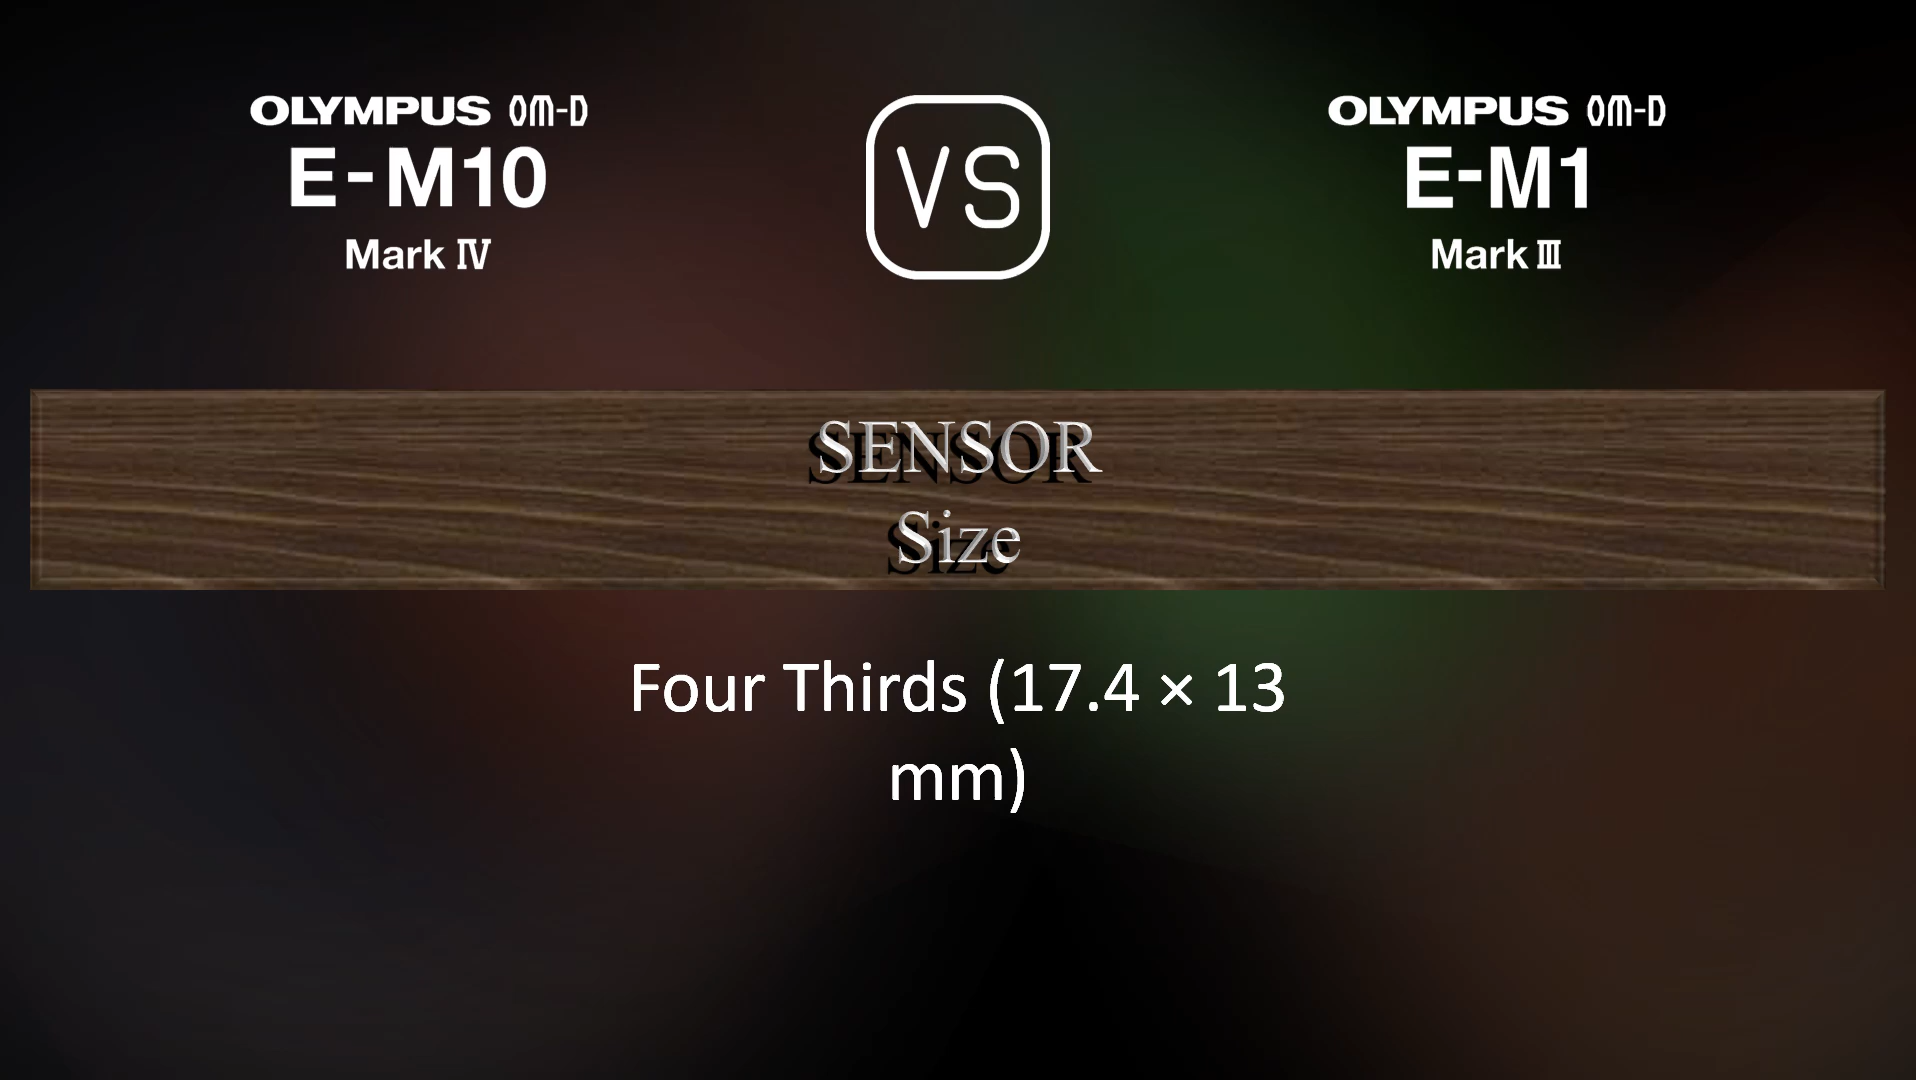 OLYMPUS OM-D
E-M10
Mark IV
VS
OLYMPUS OM-D
E-M1
Mark III
SENSOR
Size
Four Thirds (17.4 × 13
mm)